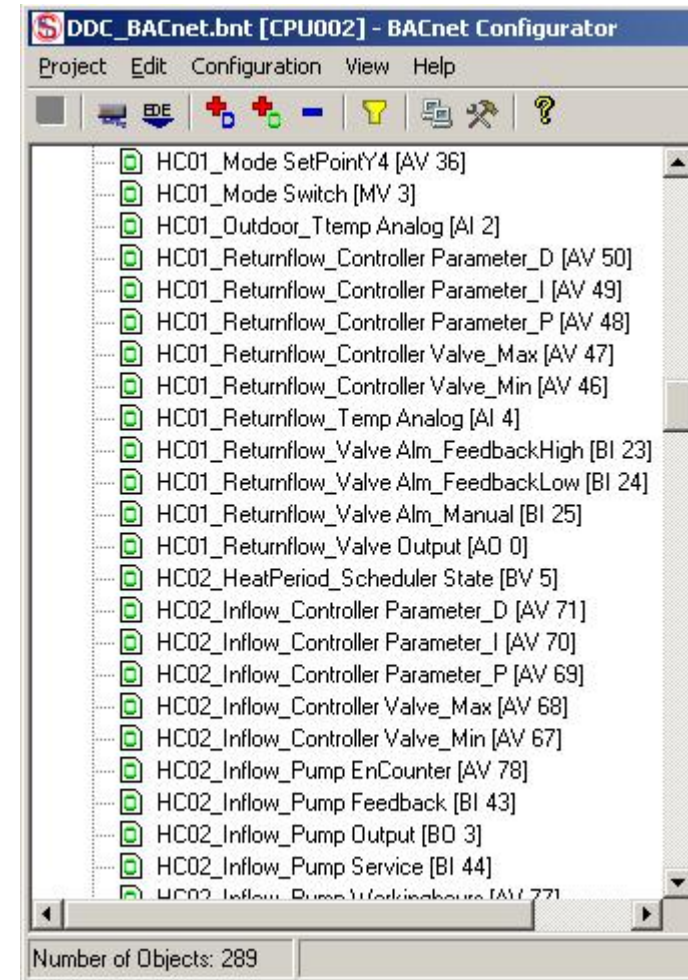 DDC_BACnet.bnt [CPU002] - BACnet Configurator
Project Edit Configuration View Help
EDE
HC01_Mode SetPointY4 [AV 36]
HC01_Mode Switch [MV 3]
HC01_Outdoor_Ttemp Analog [AI 2]
HC01_Returnflow_Controller Parameter_D [AV 50]
HC01_Returnflow_Controller Parameter_I [AV 49]
HC01_Returnflow_Controller Parameter_P [AV 48]
HC01_Returnflow_Controller Valve_Max [AV 47]
HC01_Returnflow_Controller Valve_Min [AV 46]
HC01_Returnflow_Temp Analog [AI 4]
HC01_Returnflow_Valve Alm_FeedbackHigh [BI 23]
HC01_Returnflow_Valve Alm_FeedbackLow [BI 24]
HC01_Returnflow_Valve Alm_Manual [BI 25]
HC01_Returnflow_Valve Output [AO 0]
HC02_HeatPeriod_Scheduler State [BV 5]
HC02_Inflow_Controller Parameter_D [AV 71]
HC02_Inflow_Controller Parameter_I [AV 70]
HC02_Inflow_Controller Parameter_P [AV 69]
HC02_Inflow_Controller Valve_Max [AV 68]
HC02_Inflow_Controller Valve_Min [AV 67]
HC02_Inflow_Pump EnCounter [AV 78]
HC02_Inflow_Pump Feedback [BI 43]
HC02_Inflow_Pump Output [BO 3]
HC02_Inflow_Pump Service [BI 44]
HC02_Inflow_Pump Workinghours [AV 77]
Number of Objects: 289